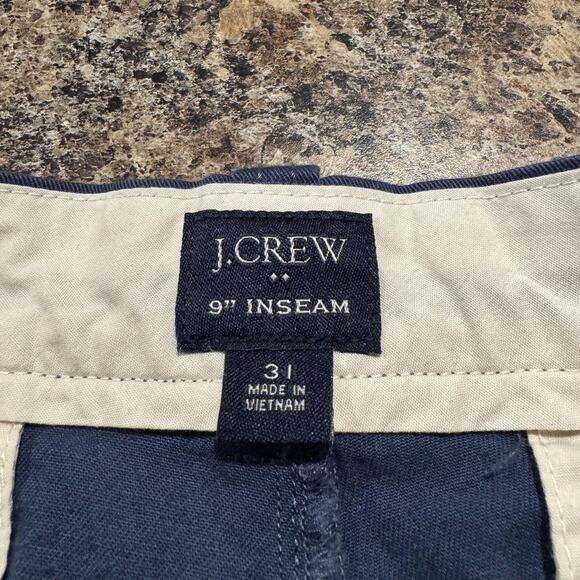 J.CREW
9" INSEAM
31
MADE IN
VIETNAM